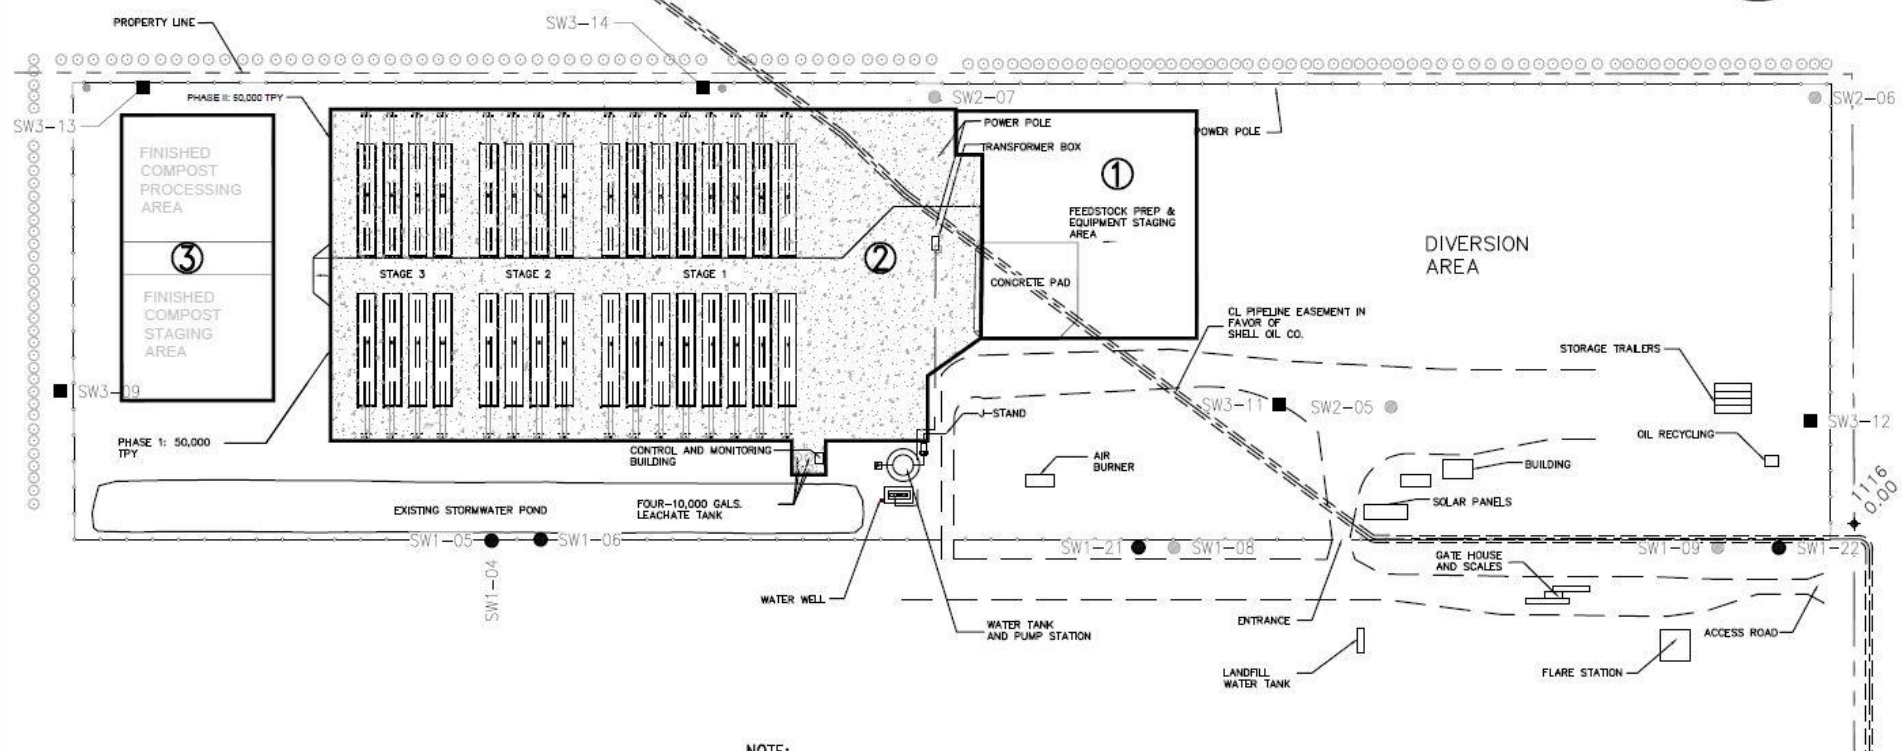 PROPERTY LINE
SW3-14
PHASE II: 50,000 TPY
SW3-13
SW2-07
SW2-06
POWER POLE
POWER POLE
TRANSFORMER BOX
FINISHED
COMPOST
PROCESSING
AREA
1
FEEDSTOCK PREP &
EQUIPMENT STAGING
AREA
DIVERSION
AREA
3
2
STAGE 3
STAGE 2
STAGE 1
CONCRETE PAD
FINISHED
COMPOST
STAGING
AREA
CL PIPELINE EASEMENT IN
FAVOR OF
SHELL OIL CO.
STORAGE TRAILERS
SW3-09
SW3-11
SW2-05
SW3-12
J-STAND
PHASE 1: 50,000
TPY
CONTROL AND MONITORING
BUILDING
AIR
BURNER
OIL RECYCLING
BUILDING
SOLAR PANELS
1116
0.00
EXISTING STORMWATER POND
FOUR-10,000 GALS.
LEACHATE TANK
SW1-05
SW1-06
SW1-04
SW1-21
SW1-08
SW1-09
SW1-22
GATE HOUSE
AND SCALES
WATER WELL
WATER TANK
AND PUMP STATION
ENTRANCE
ACCESS ROAD
LANDFILL
WATER TANK
FLARE STATION
NOTE: